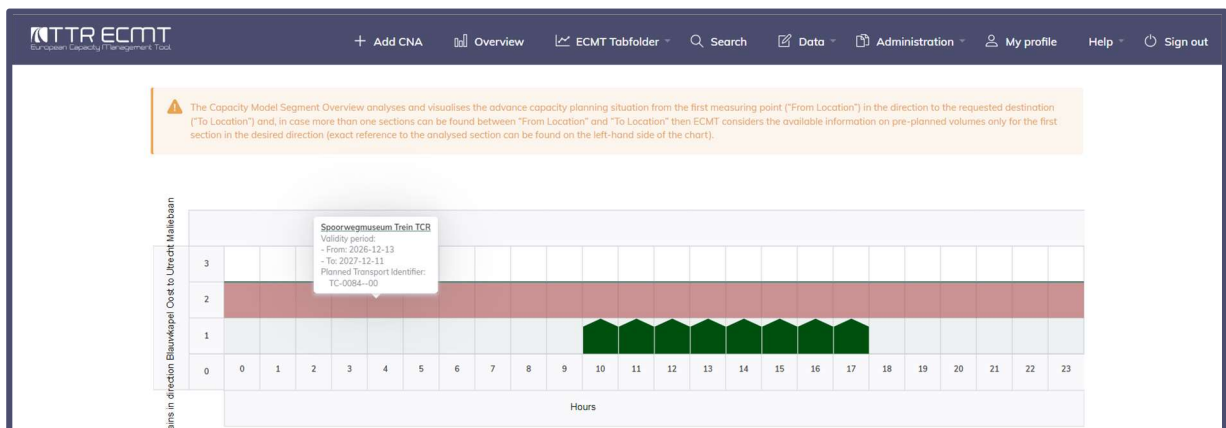 TTR ECMT
European Capacity Management Tool
+ Add CNA
Overview
ECMT Tabfolder
Search
Data
Administration
My profile
Help
Sign out
The Capacity Model Segment Overview analyses and visualises the advance capacity planning situation from the first measuring point ("From Location") in the direction to the requested destination
("To Location") and, in case more than one sections can be found between "From Location" and "To Location" then ECMT considers the available information on pre-planned volumes only for the first
section in the desired direction (exact reference to the analysed section can be found on the left-hand side of the chart).
ains in direction Blauwkapel Oost to Utrecht Maliebaan
Spoorwegmuseum Trein TCR
Validity period:
- From: 2026-12-13
- To: 2027-12-11
Planned Transport Identifier:
TC-0084--00
3
2
1
0
0 1 2 3 4 5 6 7 8 9 10 11 12 13 14 15 16 17 18 19 20 21 22 23
Hours